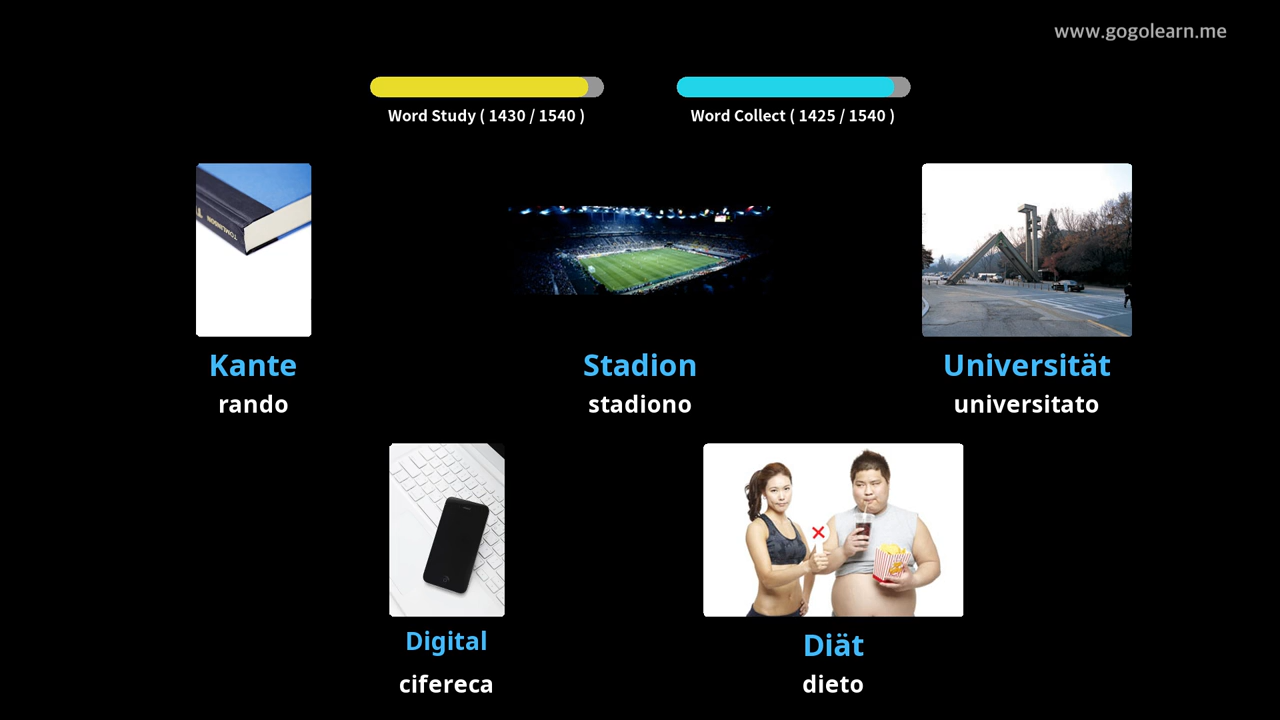 www.gogolearn.me
Word Study ( 1430 / 1540 )
Word Collect ( 1425 / 1540 )
TOMLINSON
Kante
Stadion
Universität
rando
stadiono
universitato
Digital
Diät
cifereca
dieto